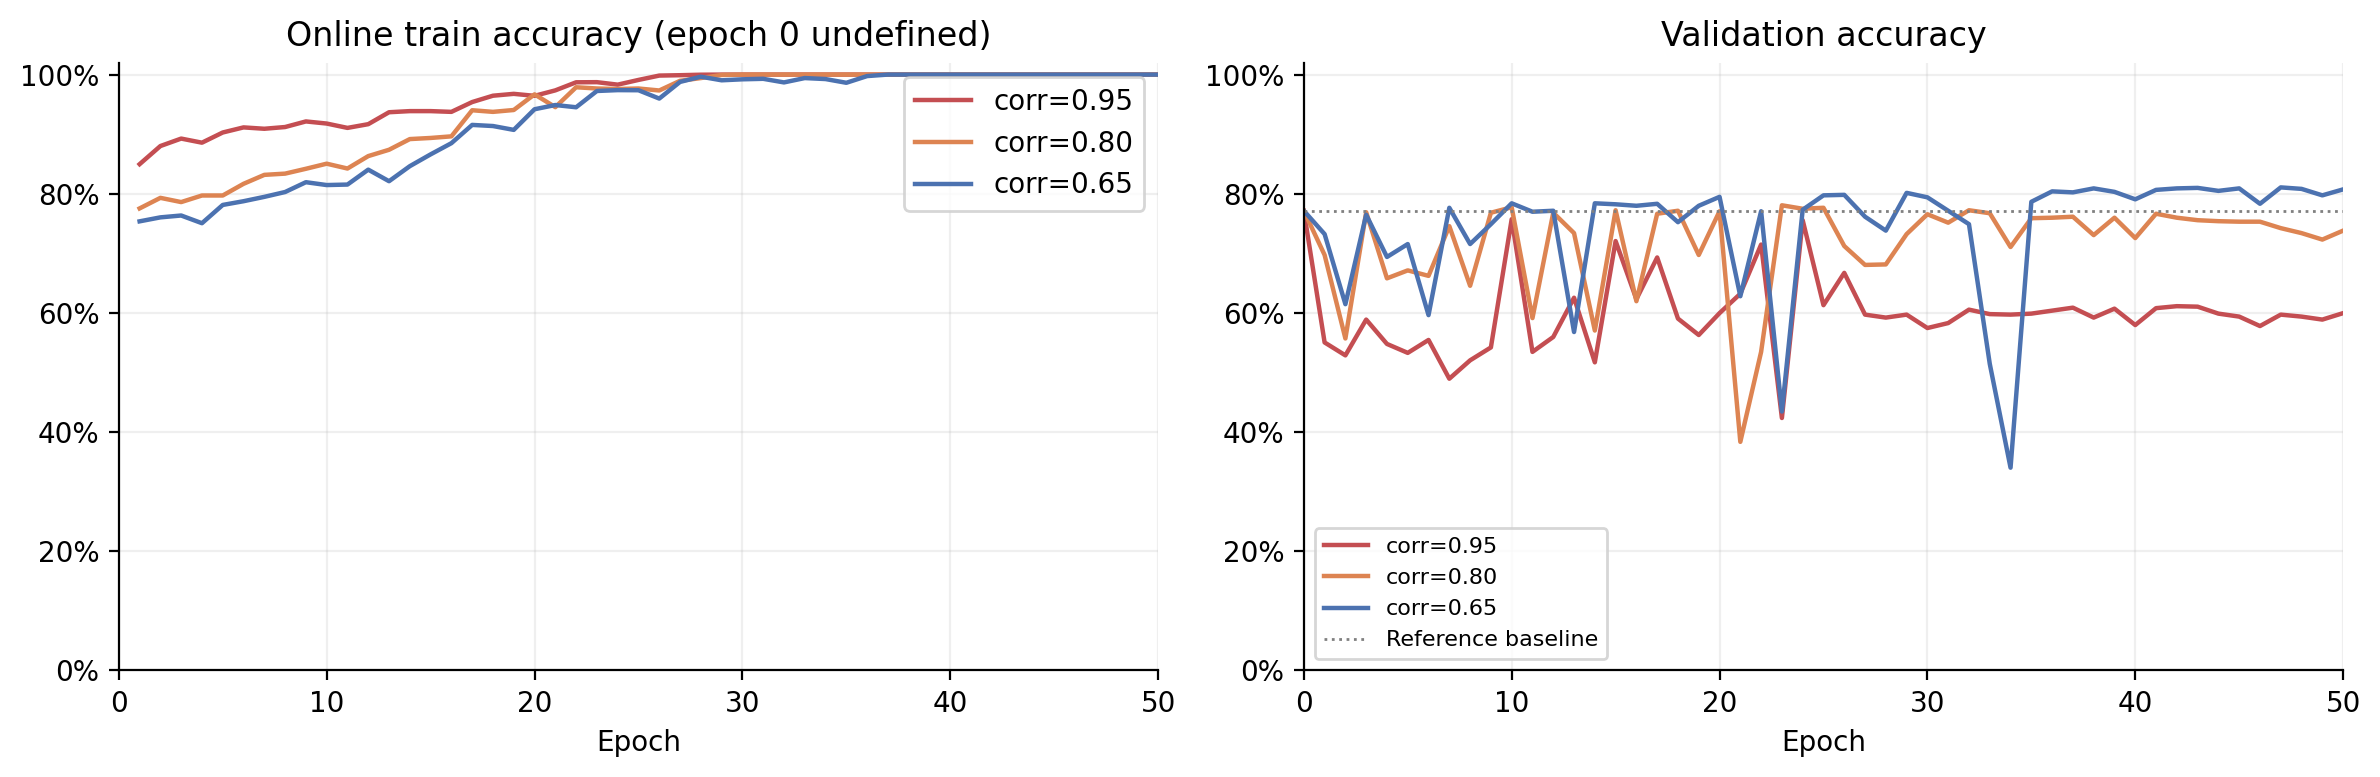 Online train accuracy (epoch 0 undefined)
100%
80%
60%
40%
20%
0%
0 10 20 30 40 50
Epoch
corr=0.95
corr=0.80
corr=0.65
Validation accuracy
100%
80%
60%
40%
20%
0%
0 10 20 30 40 50
Epoch
corr=0.95
corr=0.80
corr=0.65
Reference baseline